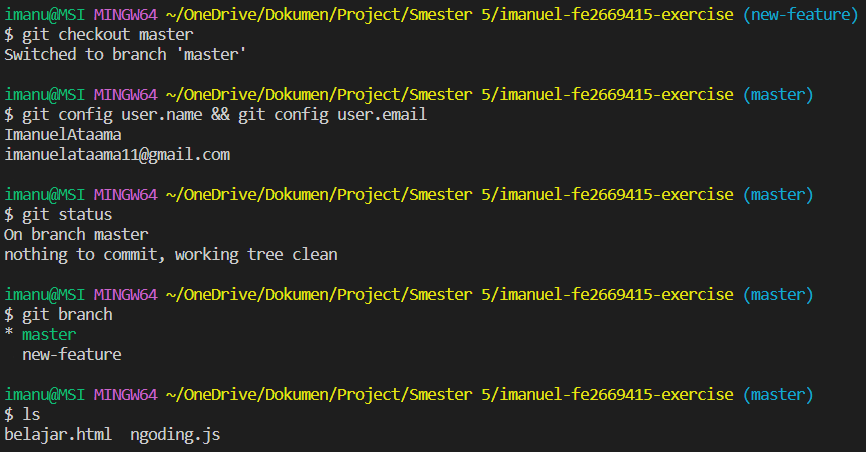 imanu@MSI MINGW64 ~/OneDrive/Dokumen/Project/Smester 5/imanuel-fe2669415-exercise (new-feature)
$ git checkout master
Switched to branch 'master'
imanu@MSI MINGW64 ~/OneDrive/Dokumen/Project/Smester 5/imanuel-fe2669415-exercise (master)
$ git config user.name && git config user.email
ImanuelAtaama
imanuelataama11@gmail.com
imanu@MSI MINGW64 ~/OneDrive/Dokumen/Project/Smester 5/imanuel-fe2669415-exercise (master)
$ git status
On branch master
nothing to commit, working tree clean
imanu@MSI MINGW64 ~/OneDrive/Dokumen/Project/Smester 5/imanuel-fe2669415-exercise (master)
$ git branch
* master
  new-feature
imanu@MSI MINGW64 ~/OneDrive/Dokumen/Project/Smester 5/imanuel-fe2669415-exercise (master)
$ ls
belajar.html  ngoding.js